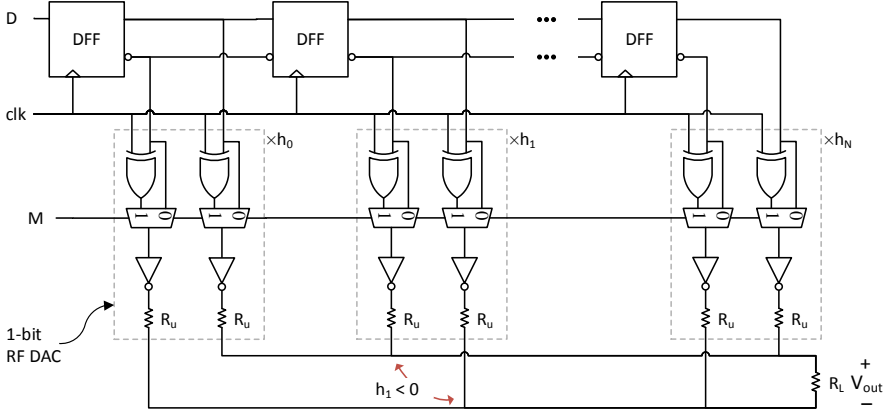 D
DFF
DFF
•••
•••
DFF
clk
×h0
×h1
×hN
M
1 0
1 0
1 0
1 0
1 0
1 0
Ru
Ru
Ru
Ru
Ru
Ru
1-bit
RF DAC
h1 < 0
RL
+
Vout
−